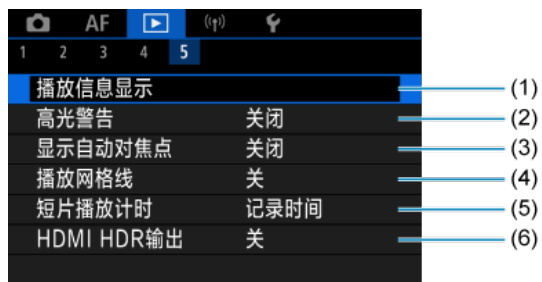 AF
1 2 3 4 5
播放信息显示 (1)
高光警告 关闭 (2)
显示自动对焦点 关闭 (3)
播放网格线 关 (4)
短片播放计时 记录时间 (5)
HDMI HDR输出 关 (6)